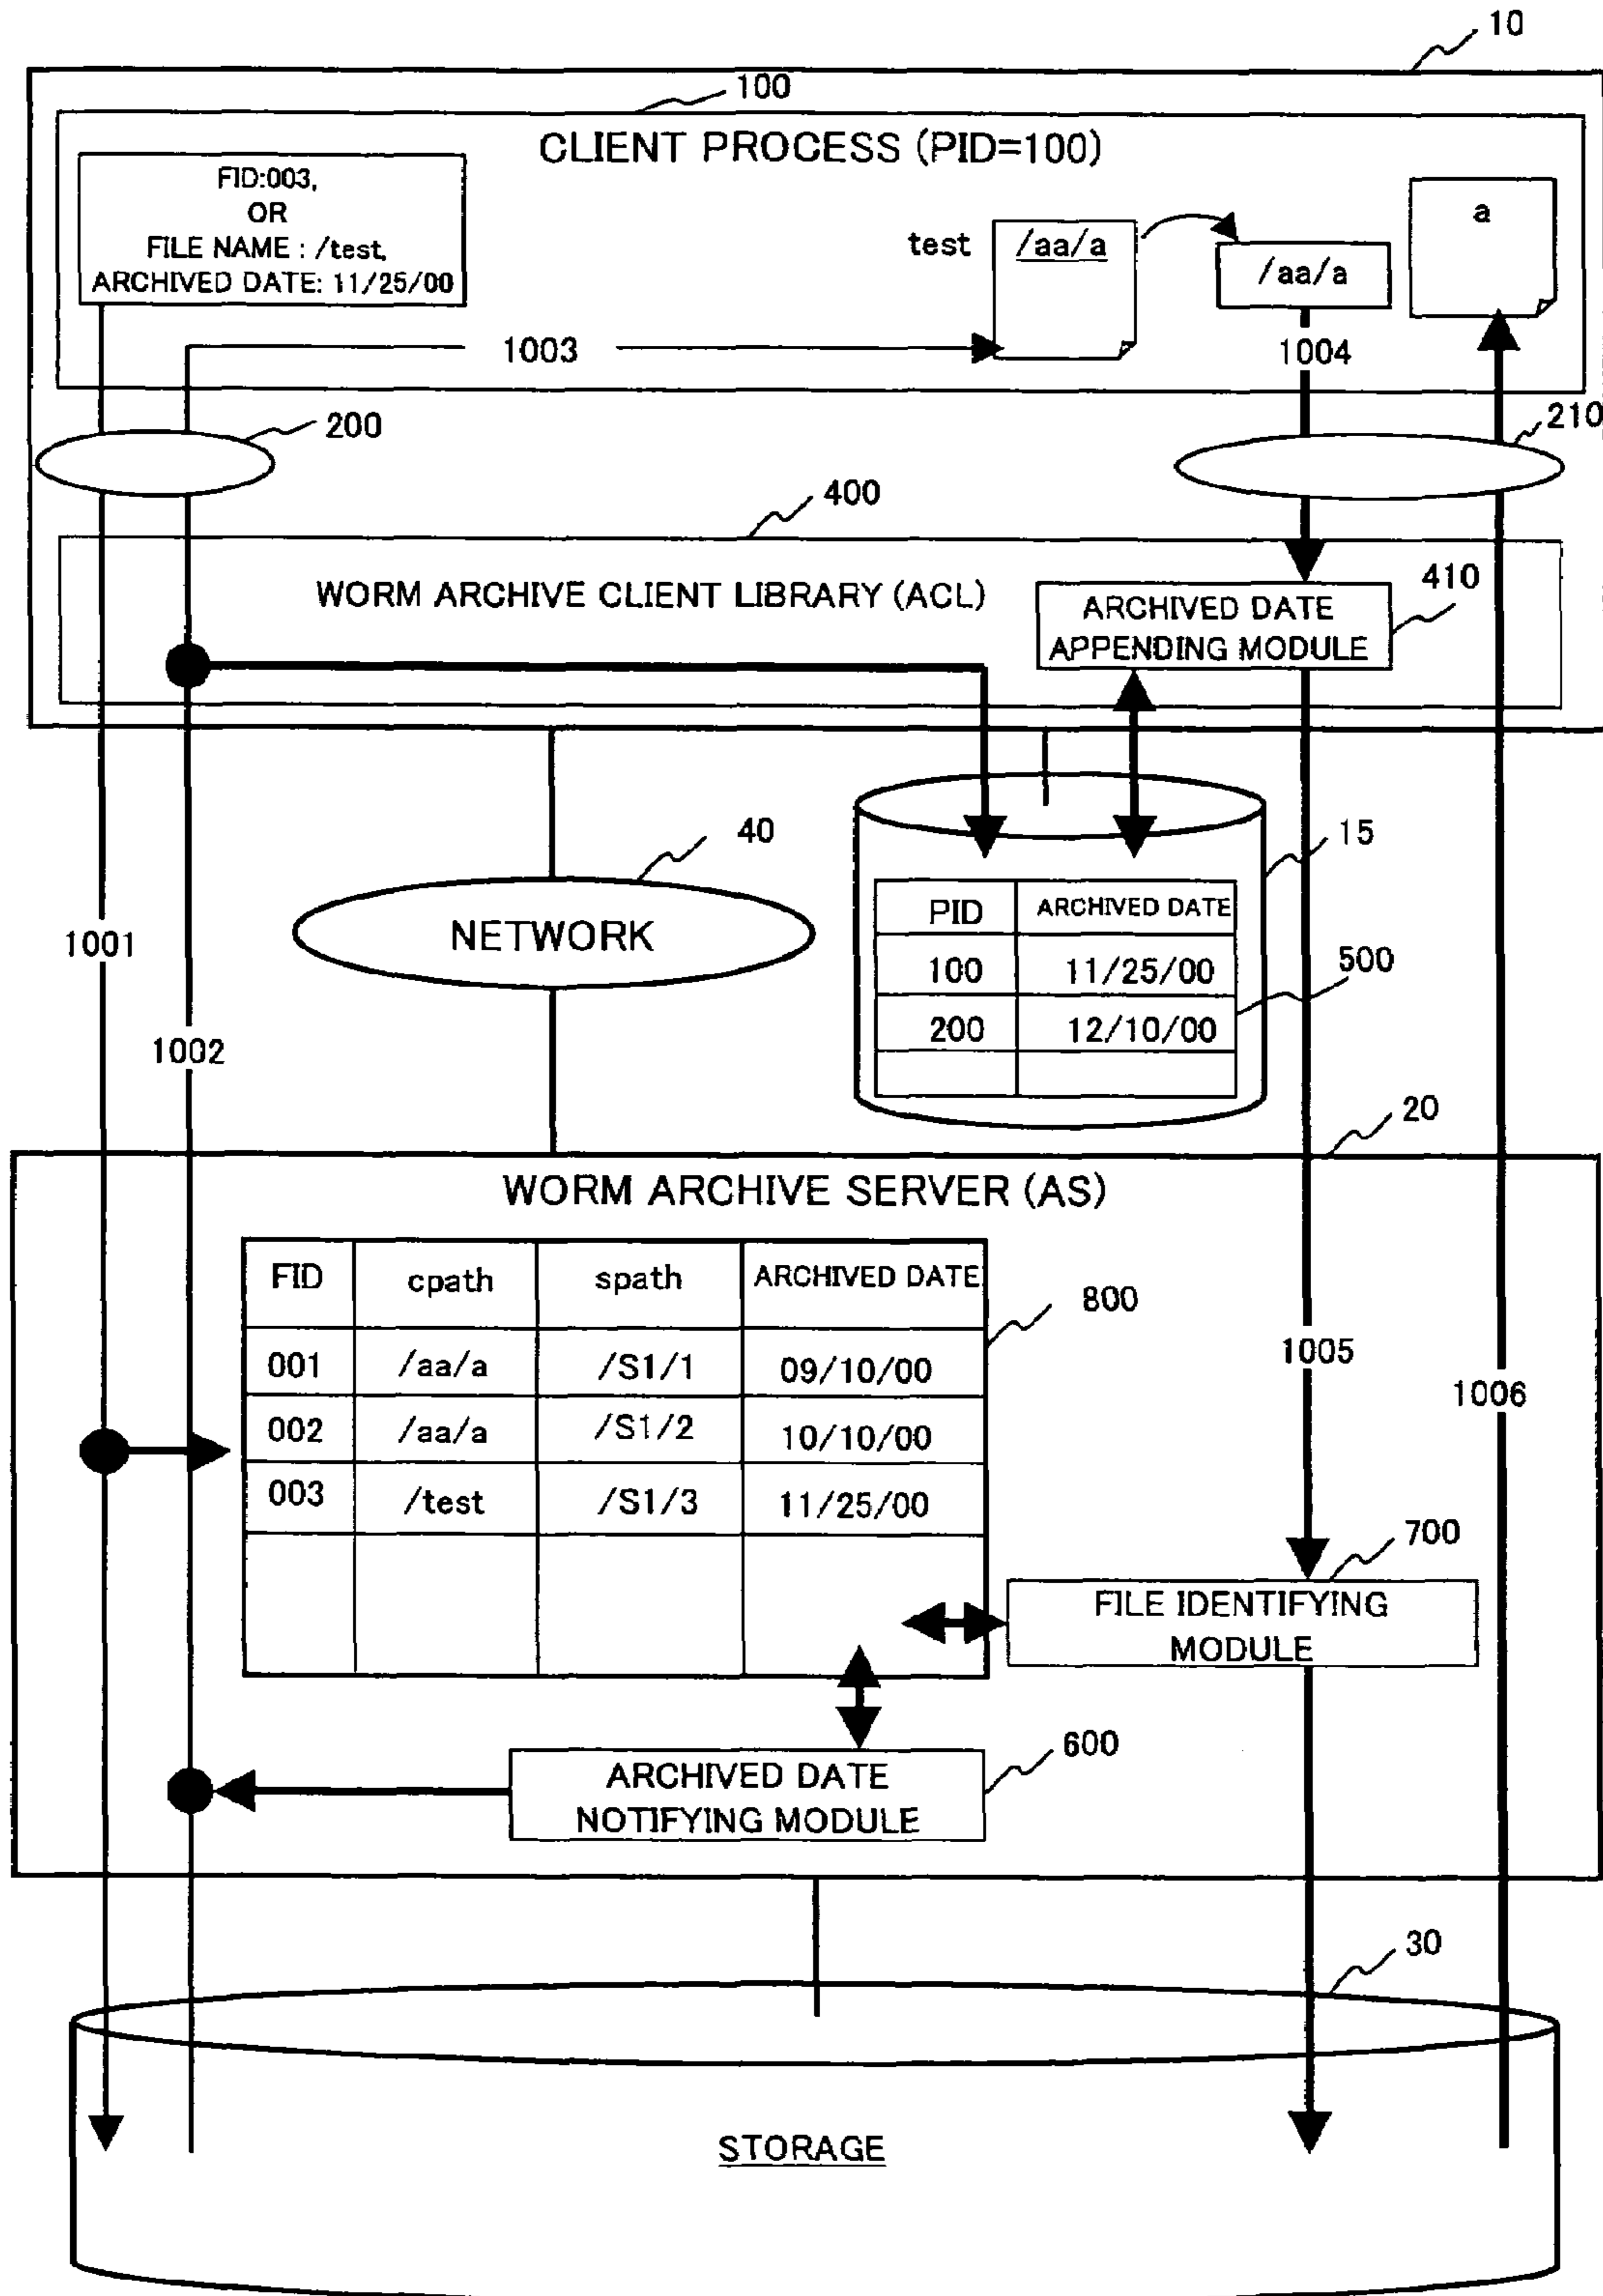 10
100
CLIENT PROCESS (PID=100)
FID:003,
OR
FILE NAME : /test,
ARCHIVED DATE: 11/25/00
test
/aa/a
/aa/a
a
1003
1004
200
210
400
WORM ARCHIVE CLIENT LIBRARY (ACL)
410
ARCHIVED DATE
APPENDING MODULE
40
NETWORK
15
PID ARCHIVED DATE
100 11/25/00
200 12/10/00
500
1001
1002
20
WORM ARCHIVE SERVER (AS)
FID cpath spath ARCHIVED DATE
001 /aa/a /S1/1 09/10/00
002 /aa/a /S1/2 10/10/00
003 /test /S1/3 11/25/00
800
1005
1006
700
FILE IDENTIFYING
MODULE
600
ARCHIVED DATE
NOTIFYING MODULE
30
STORAGE